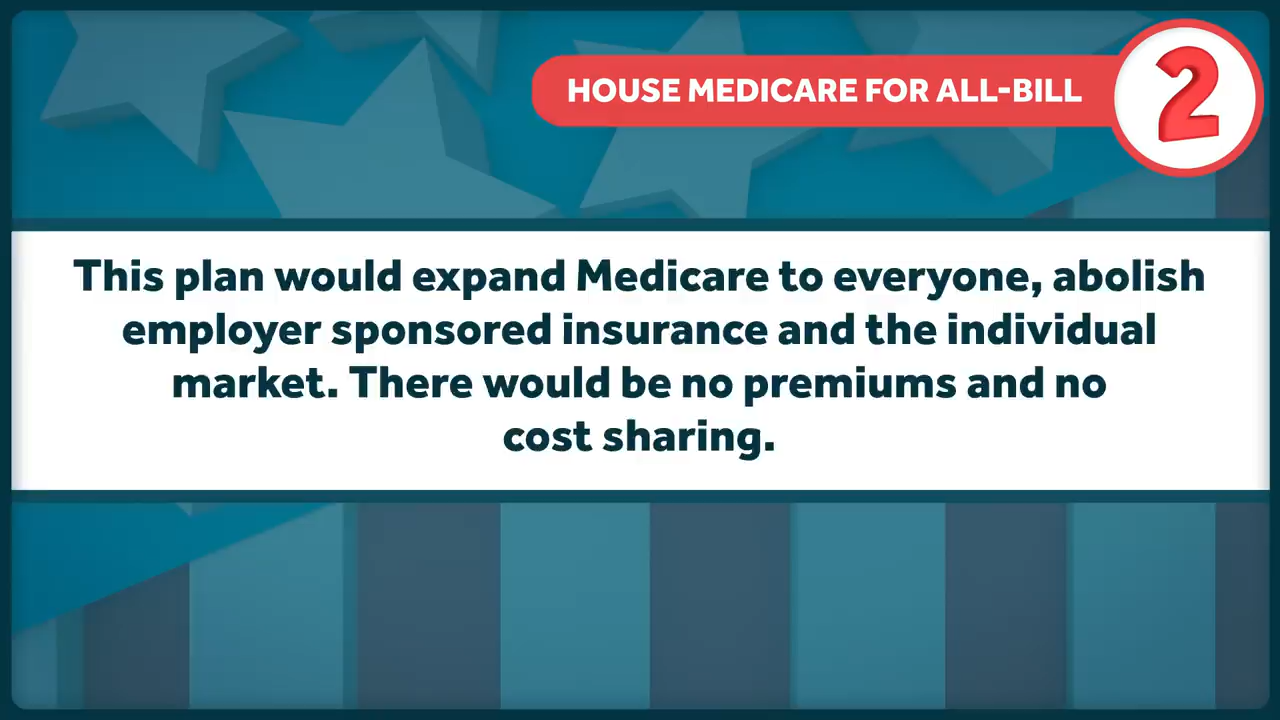 HOUSE MEDICARE FOR ALL-BILL
2
This plan would expand Medicare to everyone, abolish
employer sponsored insurance and the individual
market. There would be no premiums and no
cost sharing.